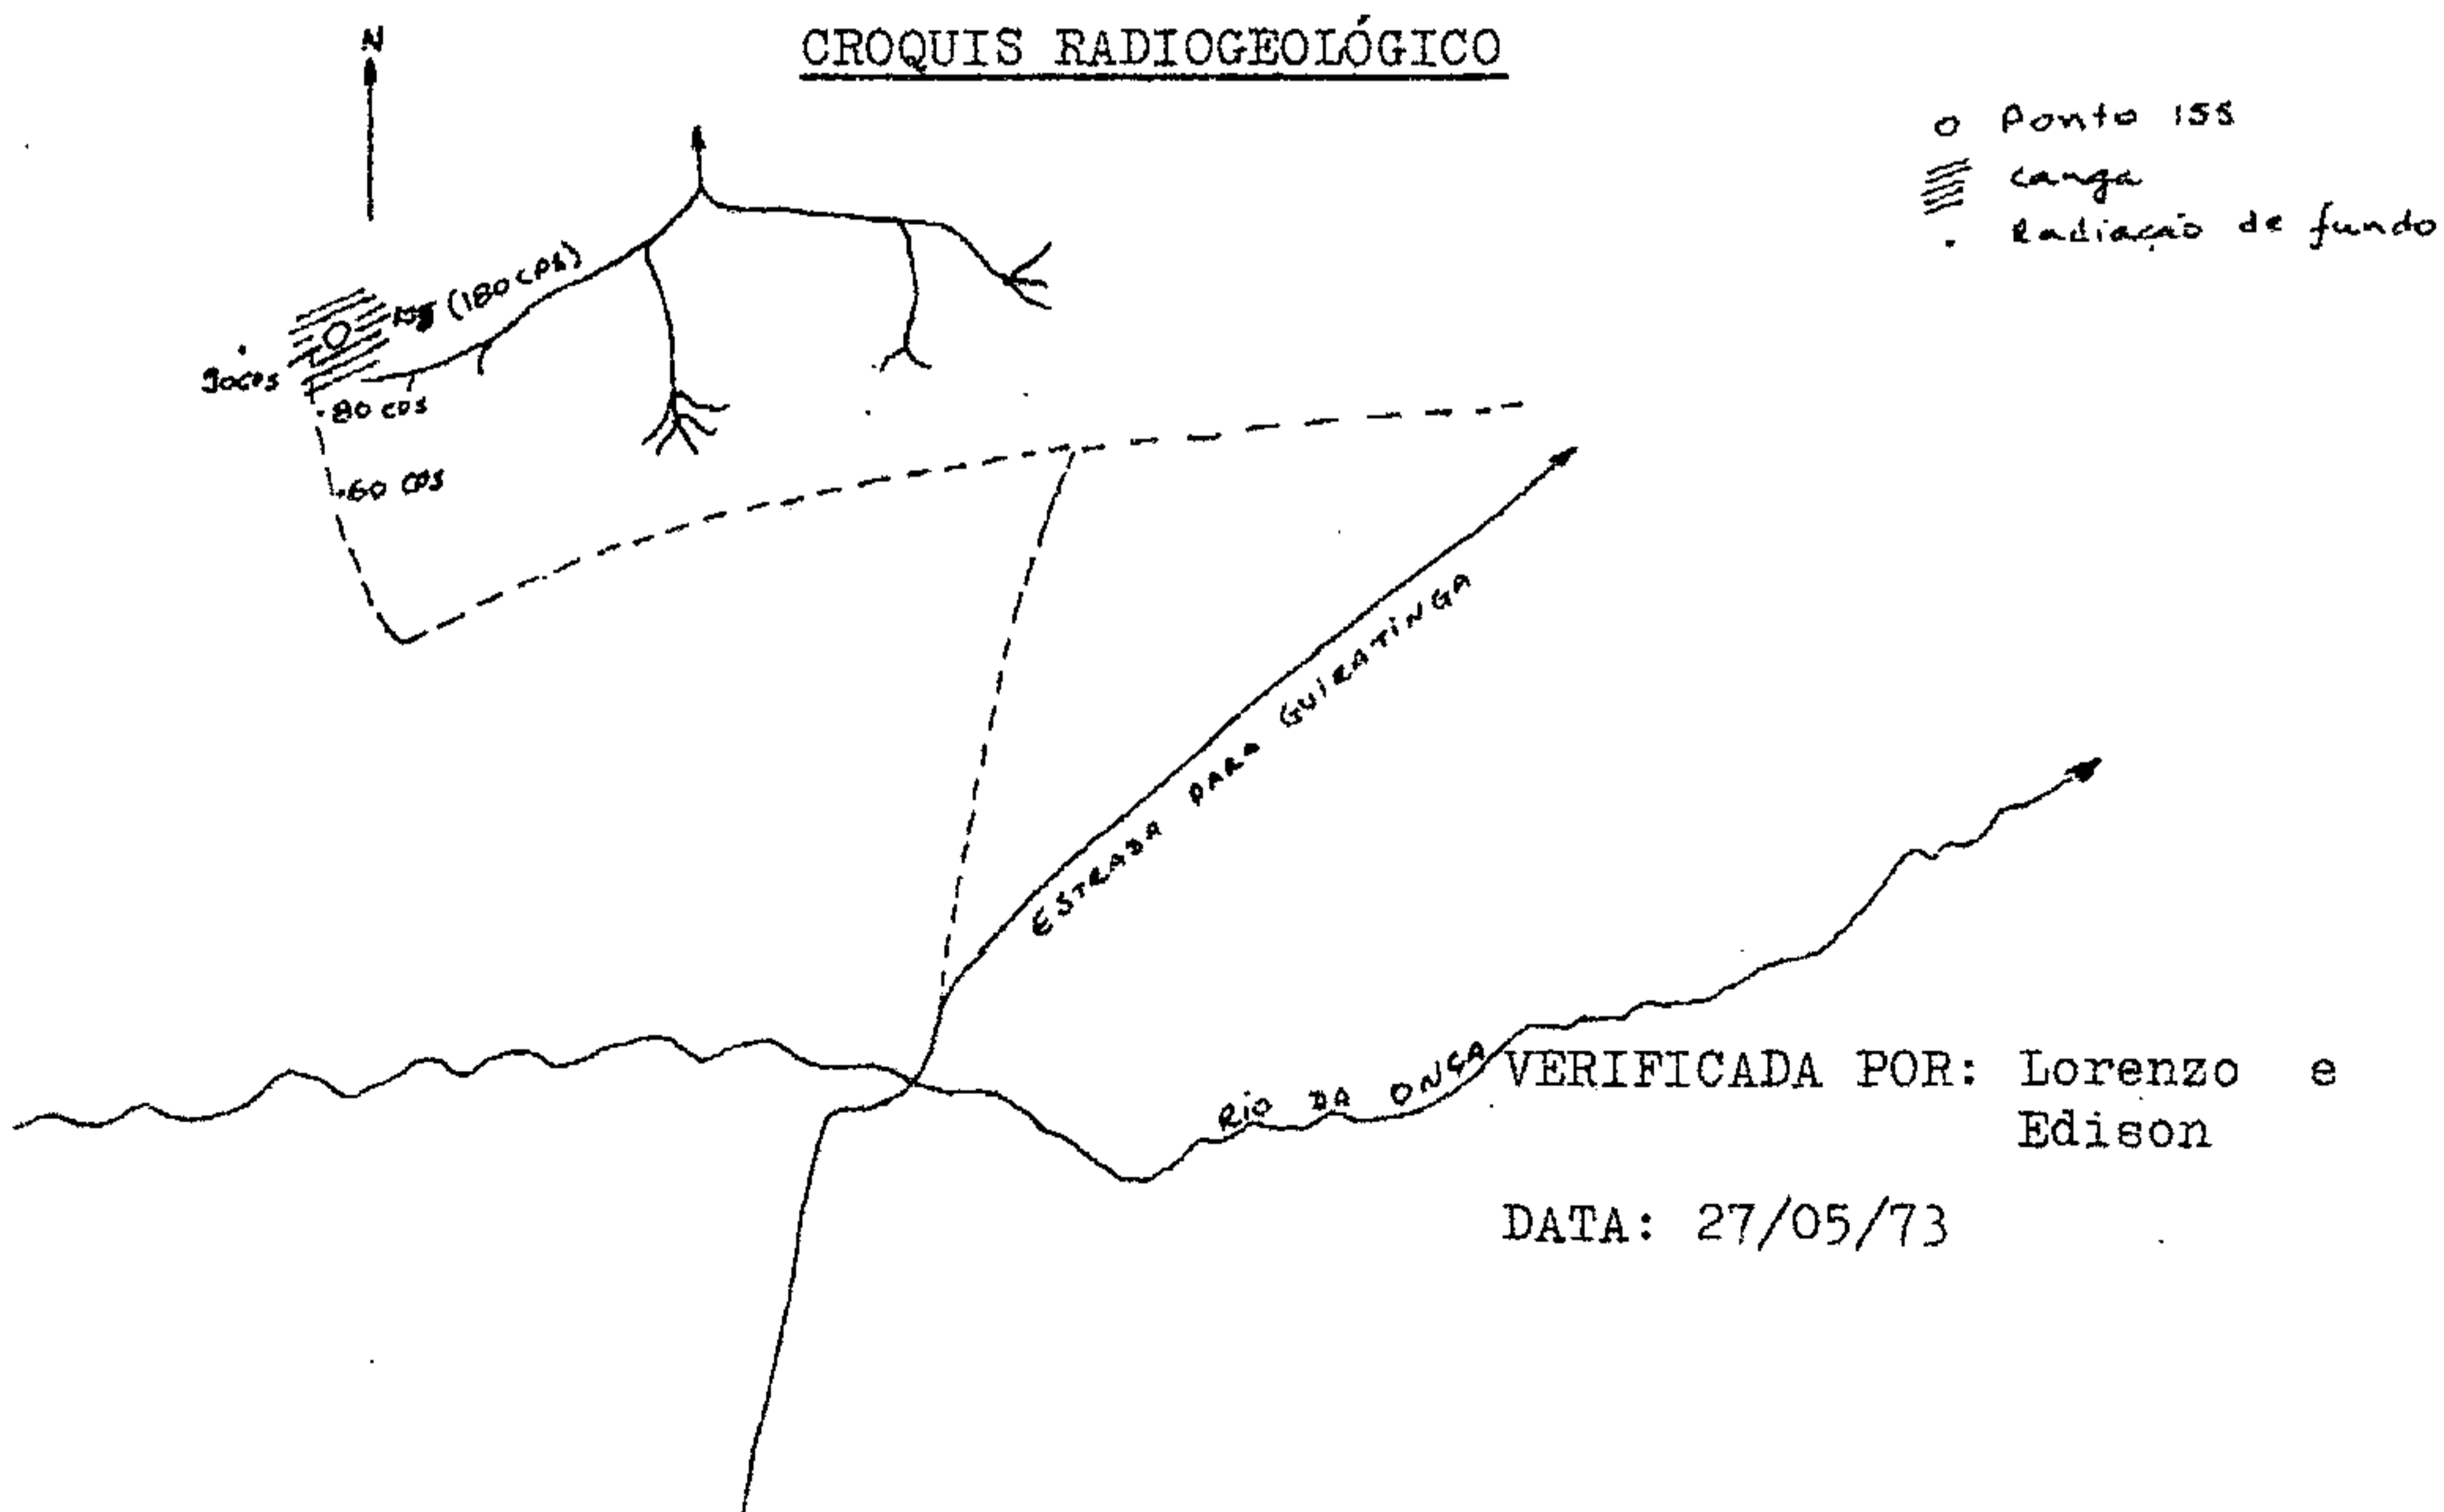 CROQUIS RADIOGEOLÓGICO
N
O Ponto 155
canga
. Radiação de fundo
(180 cps)
90 cps
80 cps
60 cps
ESTRADA PARA GUIRATINGA
RIO DA ONÇA
VERIFICADA POR: Lorenzo e
Edison
DATA: 27/05/73